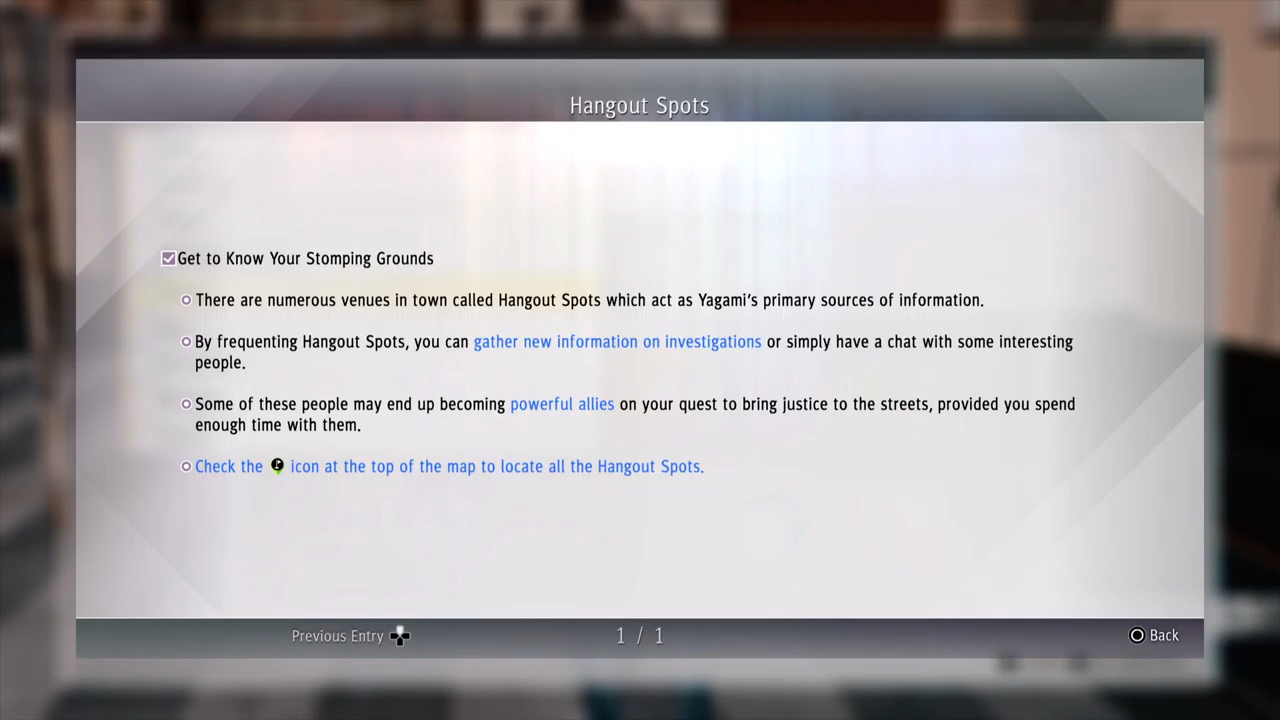 Hangout Spots
Get to Know Your Stomping Grounds
There are numerous venues in town called Hangout Spots which act as Yagami's primary sources of information.
By frequenting Hangout Spots, you can gather new information on investigations or simply have a chat with some interesting
people.
Some of these people may end up becoming powerful allies on your quest to bring justice to the streets, provided you spend
enough time with them.
Check the icon at the top of the map to locate all the Hangout Spots.
Previous Entry
1 / 1
Back